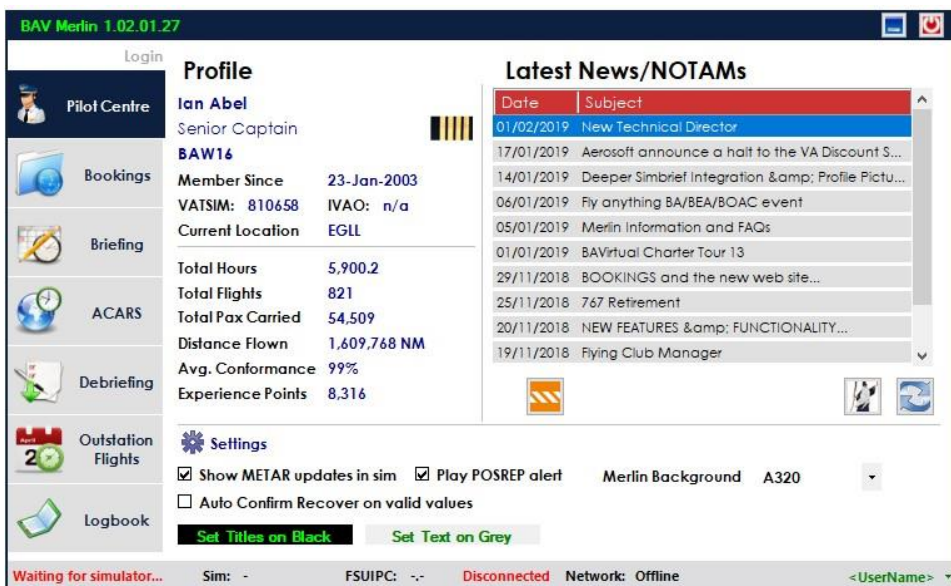 BAV Merlin 1.02.01.27
Login
Pilot Centre
Bookings
Briefing
ACARS
Debriefing
April
2
Outstation
Flights
Logbook
Profile
Ian Abel
Senior Captain
BAW16
Member Since 23-Jan-2003
VATSIM: 810658 IVAO: n/a
Current Location EGLL
Total Hours 5,900.2
Total Flights 821
Total Pax Carried 54,509
Distance Flown 1,609,768 NM
Avg. Conformance 99%
Experience Points 8,316
Latest News/NOTAMs
Date Subject
01/02/2019 New Technical Director
17/01/2019 Aerosoft announce a halt to the VA Discount S...
14/01/2019 Deeper Simbrief Integration &amp; Profile Pictu...
06/01/2019 Fly anything BA/BEA/BOAC event
05/01/2019 Merlin Information and FAQs
01/01/2019 BAVirtual Charter Tour 13
29/11/2018 BOOKINGS and the new web site...
25/11/2018 767 Retirement
20/11/2018 NEW FEATURES &amp; FUNCTIONALITY...
19/11/2018 Flying Club Manager
Settings
Show METAR updates in sim Play POSREP alert Merlin Background A320
Auto Confirm Recover on valid values
Set Titles on Black Set Text on Grey
Waiting for simulator... Sim: - FSUIPC: -.- Disconnected Network: Offline <UserName>